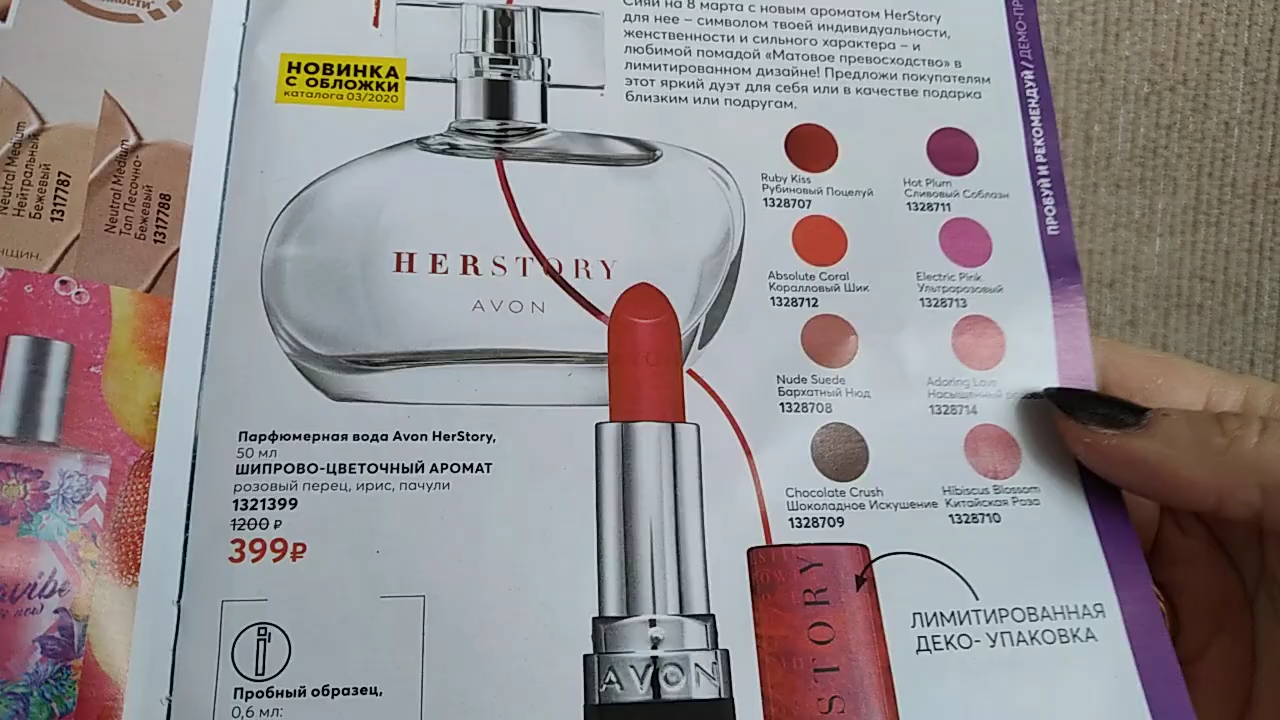 Сияй на 8 марта с новым ароматом HerStory
для нее – символом твоей индивидуальности,
женственности и сильного характера – и
любимой помадой «Матовое превосходство» в
лимитированном дизайне! Предложи покупателям
этот яркий дуэт для себя или в качестве подарка
близким или подругам.
НОВИНКА
С ОБЛОЖКИ
каталога 03/2020
HERSTORY
AVON
Парфюмерная вода Avon HerStory,
50 мл
ШИПРОВО-ЦВЕТОЧНЫЙ АРОМАТ
розовый перец, ирис, пачули
1321399
1200 ₽
399₽
Пробный образец,
0,6 мл:
Ruby Kiss
Рубиновый Поцелуй
1328707
Hot Plum
Сливовый Соблазн
1328711
Absolute Coral
Коралловый Шик
1328712
Electric Pink
Ультрарозовый
1328713
Nude Suede
Бархатный Нюд
1328708
Adoring Love
Насыщенный
1328714
Chocolate Crush
Шоколадное Искушение
1328709
Hibiscus Blossom
Китайская Роза
1328710
AVON
STORY
ЛИМИТИРОВАННАЯ
ДЕКО- УПАКОВКА
ПРОБУЙ И РЕКОМЕНДУЙ / ДЕМО-ПР
Neutral Medium
Нейтральный
Бежевый
1317787
Neutral Medium
Tan Песочно-
Бежевый
1317788